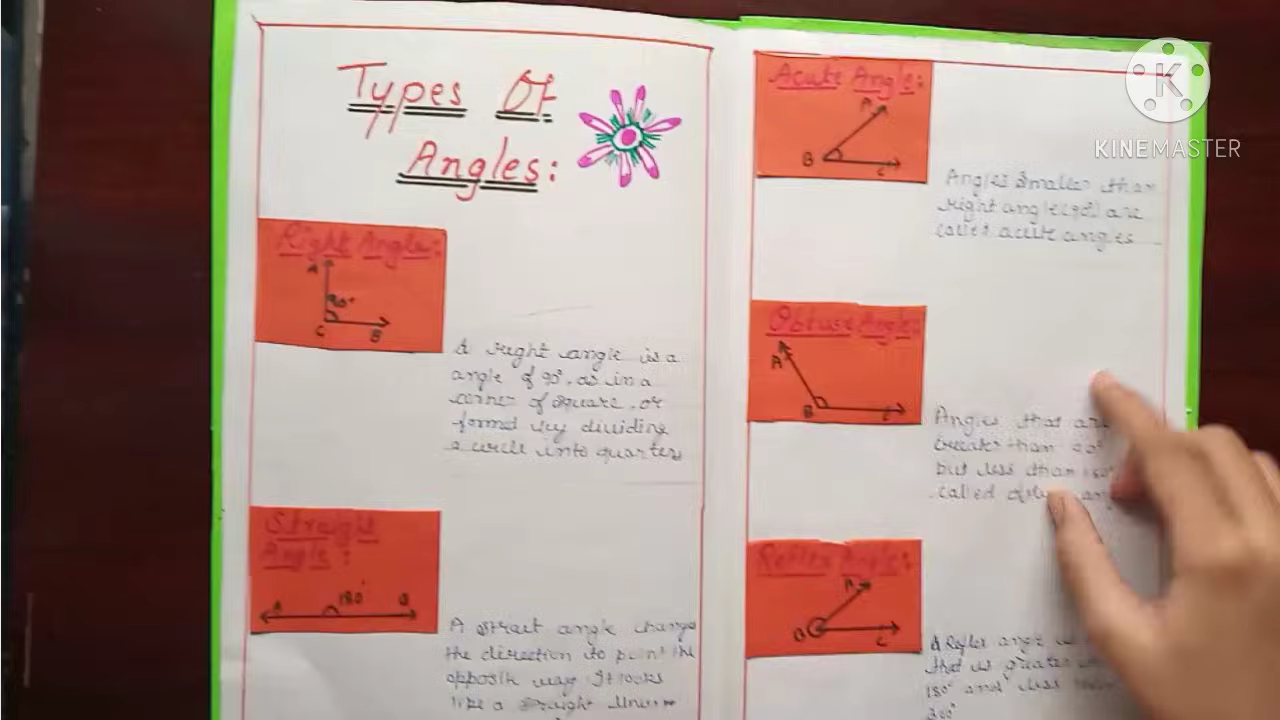 Types Of
Angles:
Right Angle:
A
90°
C
B
A right angle is a
angle of 90°, as in a
corner of square, or
formed by dividing
a circle into quarters
Straight
Angle:
A
180°
B
A strait angle changes
the direction to point the
opposite way It looks
like a straight
Acute Angle:
A
B
C
Angles smaller than
right angle (90°) are
called acute angles
Obtuse Angle:
A
B
C
Angles that are
Greater than 90°
but less than 180°
called
Reflex Angle:
A
B
C
A Reflex angle is
that is greater
180° and less than
360°
KINEMASTER